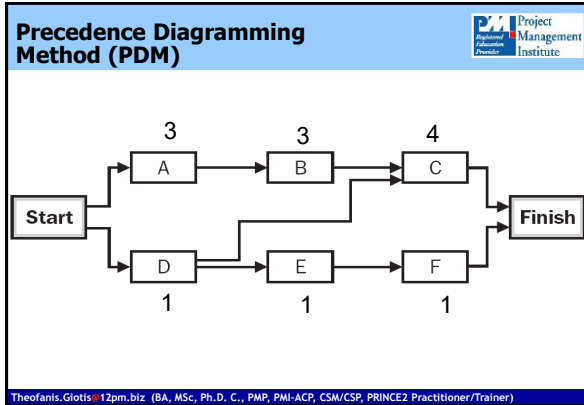 Precedence Diagramming
Method (PDM)
PMI
Registered
Education
Provider
Project
Management
Institute
3
3
4
A
B
C
Start
Finish
D
E
F
1
1
1
Theofanis.Giotis@12pm.biz (BA, MSc, Ph.D. C., PMP, PMI-ACP, CSM/CSP, PRINCE2 Practitioner/Trainer)